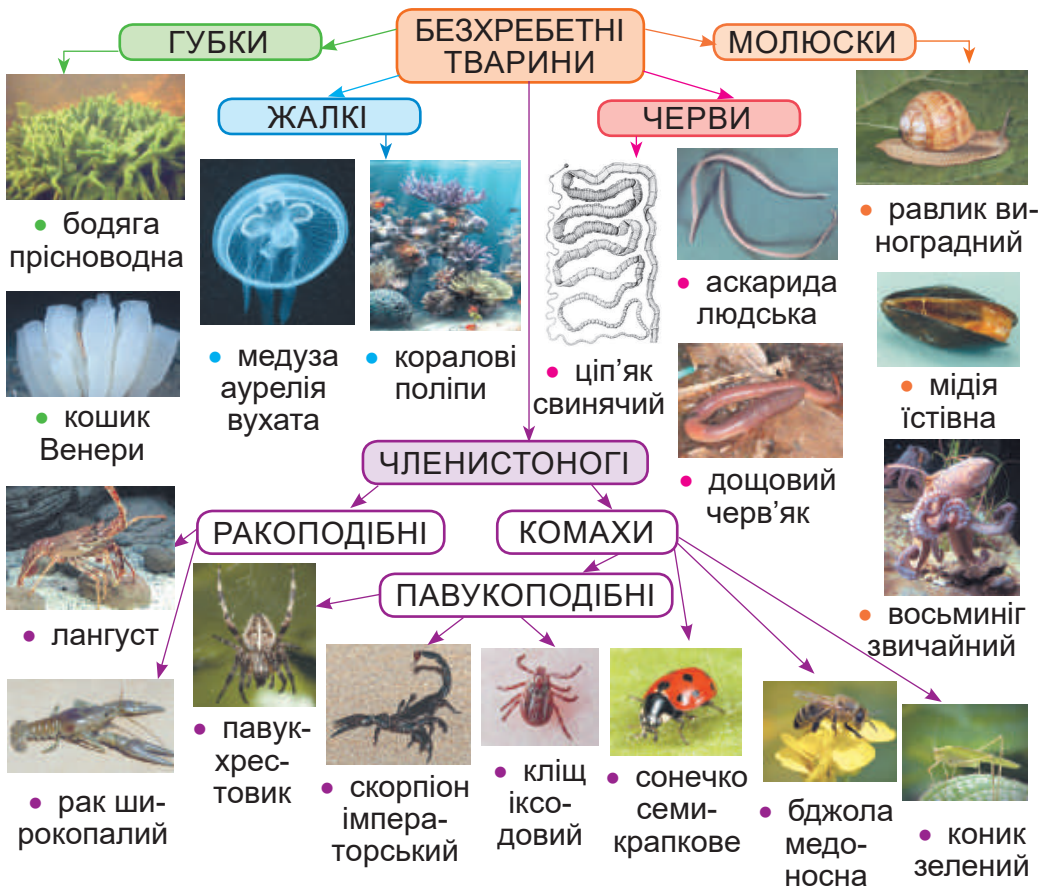 БЕЗХРЕБЕТНІ
ТВАРИНИ
ГУБКИ
МОЛЮСКИ
ЖАЛКІ
ЧЕРВИ
• бодяга
прісноводна
• кошик
Венери
• медуза
аурелія
вухата
• коралові
поліпи
• ціп’як
свинячий
• аскарида
людська
• дощовий
черв’як
• равлик ви-
ноградний
• мідія
їстівна
• восьминіг
звичайний
ЧЛЕНИСТОНОГІ
РАКОПОДІБНІ
КОМАХИ
ПАВУКОПОДІБНІ
• лангуст
• рак ши-
рокопалий
• павук-
хрес-
товик
• скорпіон
імпера-
торський
• кліщ
іксо-
довий
• сонечко
семи-
крапкове
• бджола
медо-
носна
• коник
зелений